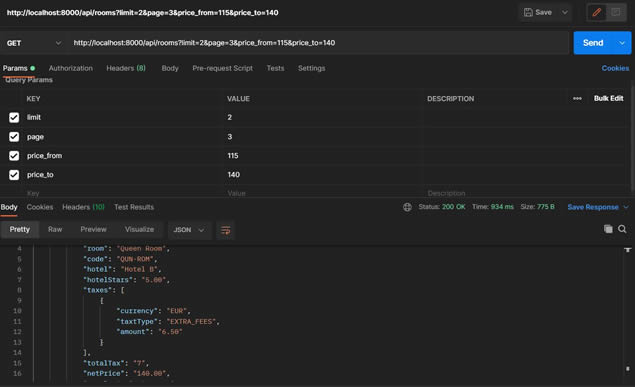 http://localhost:8000/api/rooms?limit=2&page=3&price_from=115&price_to=140
Save
GET
http://localhost:8000/api/rooms?limit=2&page=3&price_from=115&price_to=140
Send
Params Authorization Headers (8) Body Pre-request Script Tests Settings Cookies
Query Params
KEY VALUE DESCRIPTION ••• Bulk Edit
limit 2
page 3
price_from 115
price_to 140
Key Value Description
Body Cookies Headers (10) Test Results Status: 200 OK Time: 934 ms Size: 775 B Save Response
Pretty Raw Preview Visualize JSON
4 "room": "Queen Room",
5 "code": "QUN-ROM",
6 "hotel": "Hotel B",
7 "hotelStars": "5.00",
8 "taxes": [
9 {
10 "currency": "EUR",
11 "taxtType": "EXTRA_FEES",
12 "amount": "6.50"
13 }
14 ],
15 "totalTax": "7",
16 "netPrice": "140.00",